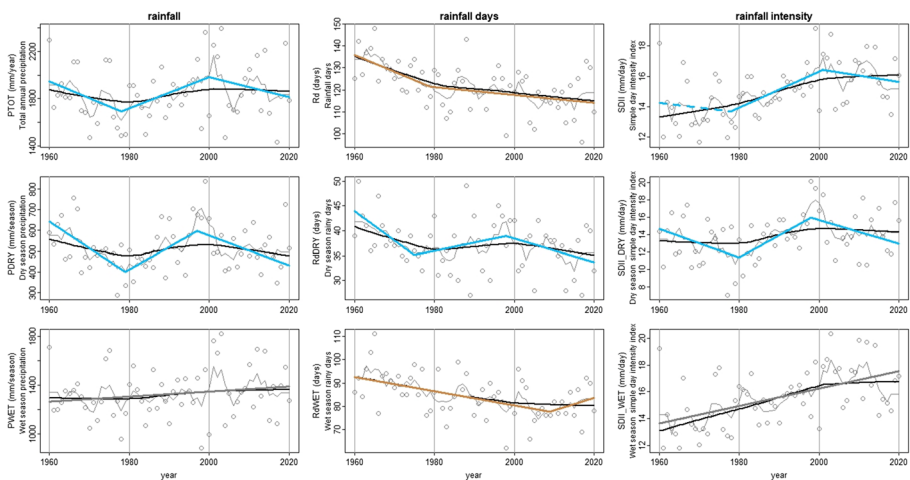 rainfall
rainfall days
rainfall intensity
PTOT (mm/year)
Total annual precipitation
2200
1800
1400
1960 1980 2000 2020
Rd (days)
Rainfall days
150
140
130
120
110
100
1960 1980 2000 2020
SDII (mm/day)
Simple day intensity index
18
16
14
12
1960 1980 2000 2020
PDRY (mm/season)
Dry season precipitation
800
700
600
500
400
300
1960 1980 2000 2020
RdDRY (days)
Dry season rainy days
50
45
40
35
30
1960 1980 2000 2020
SDII_DRY (mm/day)
Dry season simple day intensity index
20
18
16
14
12
10
7
1960 1980 2000 2020
PWET (mm/season)
Wet season precipitation
1800
1400
1000
1960 1980 2000 2020
year
RdWET (days)
Wet season rainy days
110
100
90
80
70
1960 1980 2000 2020
year
SDII_WET (mm/day)
Wet season simple day intensity index
20
18
16
14
12
1960 1980 2000 2020
year